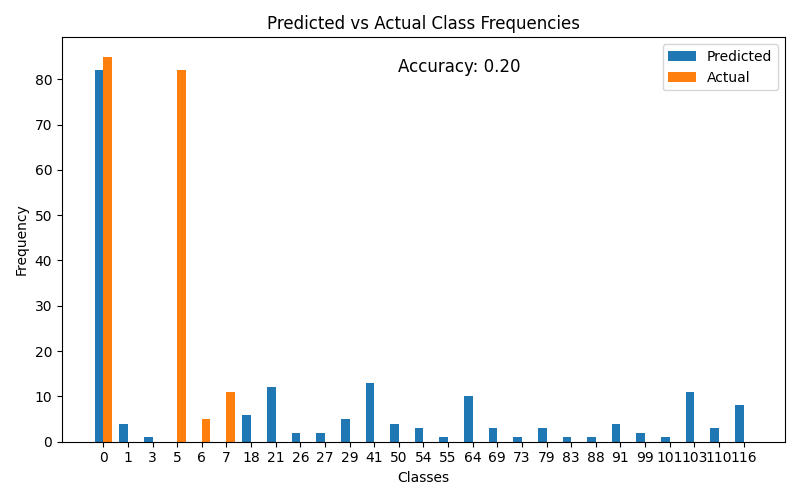 Predicted vs Actual Class Frequencies
Accuracy: 0.20
Predicted
Actual
Frequency
80
70
60
50
40
30
20
10
0
0 1 3 5 6 7 18 21 26 27 29 41 50 54 55 64 69 73 79 83 88 91 99 101 103 110 116
Classes